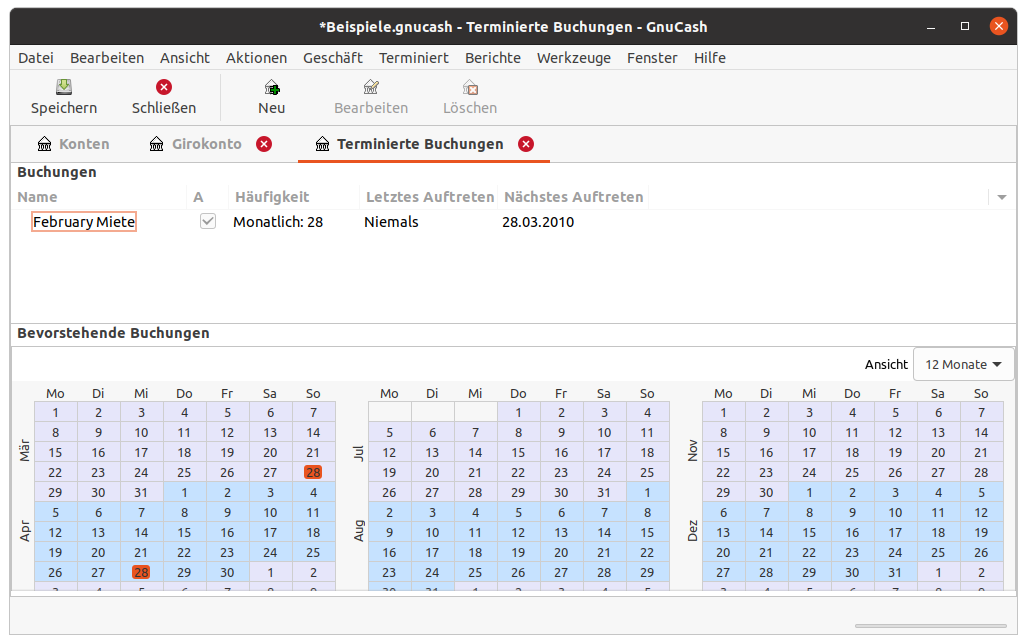 *Beispiele.gnucash - Terminierte Buchungen - GnuCash
Datei Bearbeiten Ansicht Aktionen Geschäft Terminiert Berichte Werkzeuge Fenster Hilfe
Speichern Schließen Neu Bearbeiten Löschen
Konten Girokonto Terminierte Buchungen
Buchungen
Name A Häufigkeit Letztes Auftreten Nächstes Auftreten
February Miete Monatlich: 28 Niemals 28.03.2010
Bevorstehende Buchungen
Ansicht 12 Monate
Mo Di Mi Do Fr Sa So Mo Di Mi Do Fr Sa So Mo Di Mi Do Fr Sa So
1 2 3 4 5 6 7 1 2 3 4 1 2 3 4 5 6 7
8 9 10 11 12 13 14 5 6 7 8 9 10 11 8 9 10 11 12 13 14
Mär 15 16 17 18 19 20 21 Jul 12 13 14 15 16 17 18 Nov 15 16 17 18 19 20 21
22 23 24 25 26 27 28 19 20 21 22 23 24 25 22 23 24 25 26 27 28
29 30 31 1 2 3 4 26 27 28 29 30 31 1 29 30 1 2 3 4 5
5 6 7 8 9 10 11 2 3 4 5 6 7 8 6 7 8 9 10 11 12
Apr 12 13 14 15 16 17 18 Aug 9 10 11 12 13 14 15 Dez 13 14 15 16 17 18 19
19 20 21 22 23 24 25 16 17 18 19 20 21 22 20 21 22 23 24 25 26
26 27 28 29 30 1 2 23 24 25 26 27 28 29 27 28 29 30 31 1 2